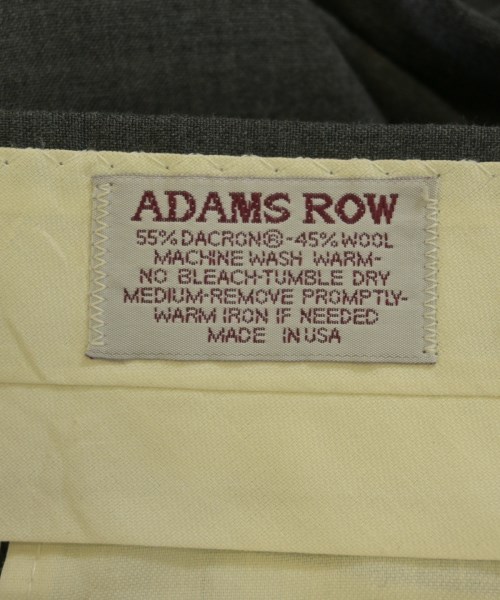 ADAMS ROW
55% DACRON®-45% WOOL
MACHINE WASH WARM-
NO BLEACH-TUMBLE DRY
MEDIUM-REMOVE PROMPTLY-
WARM IRON IF NEEDED
MADE IN USA